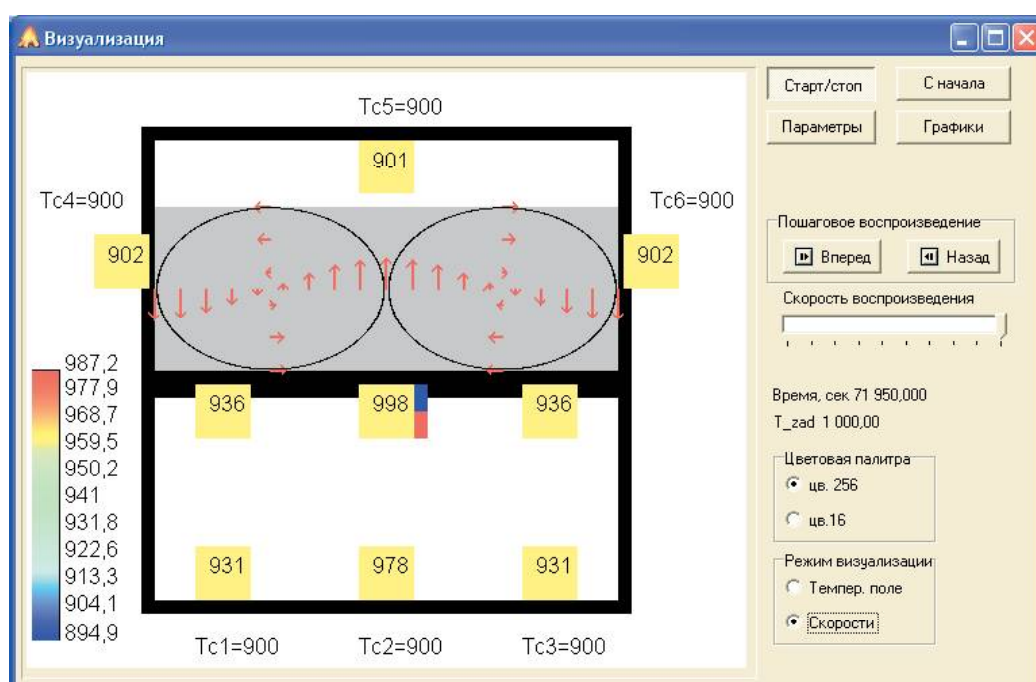 Визуализация
Tc5=900
901
Tc4=900
Tc6=900
902
902
936
998
936
931
978
931
Tc1=900
Tc2=900
Tc3=900
987,2
977,9
968,7
959,5
950,2
941
931,8
922,6
913,3
904,1
894,9
Старт/стоп
С начала
Параметры
Графики
Пошаговое воспроизведение
Вперед
Назад
Скорость воспроизведения
Время, сек 71 950,000
T_zad 1 000,00
Цветовая палитра
цв. 256
цв.16
Режим визуализации
Темпер. поле
Скорости